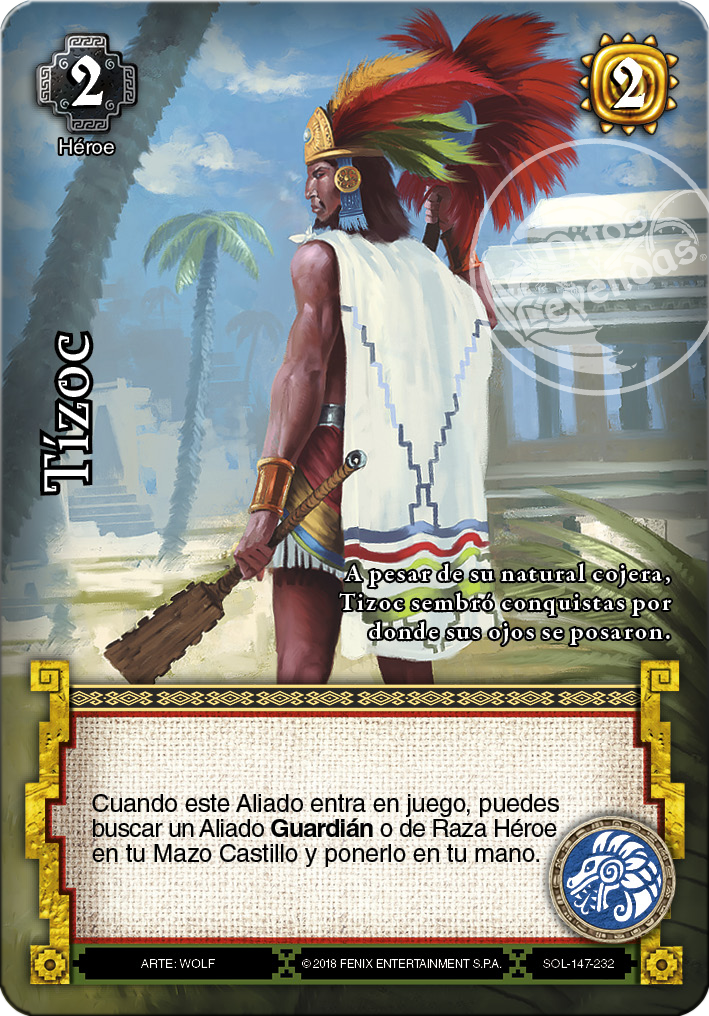 2
Héroe
2
Mitos
Leyendas
Tízoc
A pesar de su natural cojera,
Tizoc sembró conquistas por
donde sus ojos se posaron.
Cuando este Aliado entra en juego, puedes
buscar un Aliado Guardián o de Raza Héroe
en tu Mazo Castillo y ponerlo en tu mano.
ARTE: WOLF
©2018 FENIX ENTERTAINMENT S.P.A.
SOL-147-232